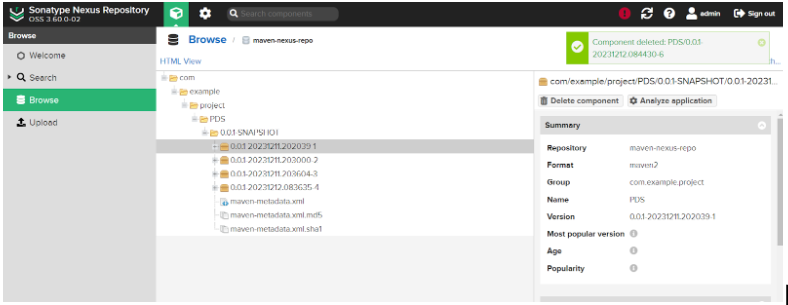 Sonatype Nexus Repository
OSS 3.60.0-02
Search components
admin
Sign out
Browse
Welcome
Search
Browse
Upload
Browse / maven-nexus-repo
HTML View
Component deleted: PDS/0.0.1-
20231212.084430-6
com
example
project
PDS
0.0.1-SNAPSHOT
0.0.1-20231211.202039-1
0.0.1-20231211.203000-2
0.0.1-20231211.203604-3
0.0.1-20231212.083635-4
maven-metadata.xml
maven-metadata.xml.md5
maven-metadata.xml.sha1
com/example/project/PDS/0.0.1-SNAPSHOT/0.0.1-20231...
Delete component
Analyze application
Summary
Repository maven-nexus-repo
Format maven2
Group com.example.project
Name PDS
Version 0.0.1-20231211.202039-1
Most popular version
Age
Popularity